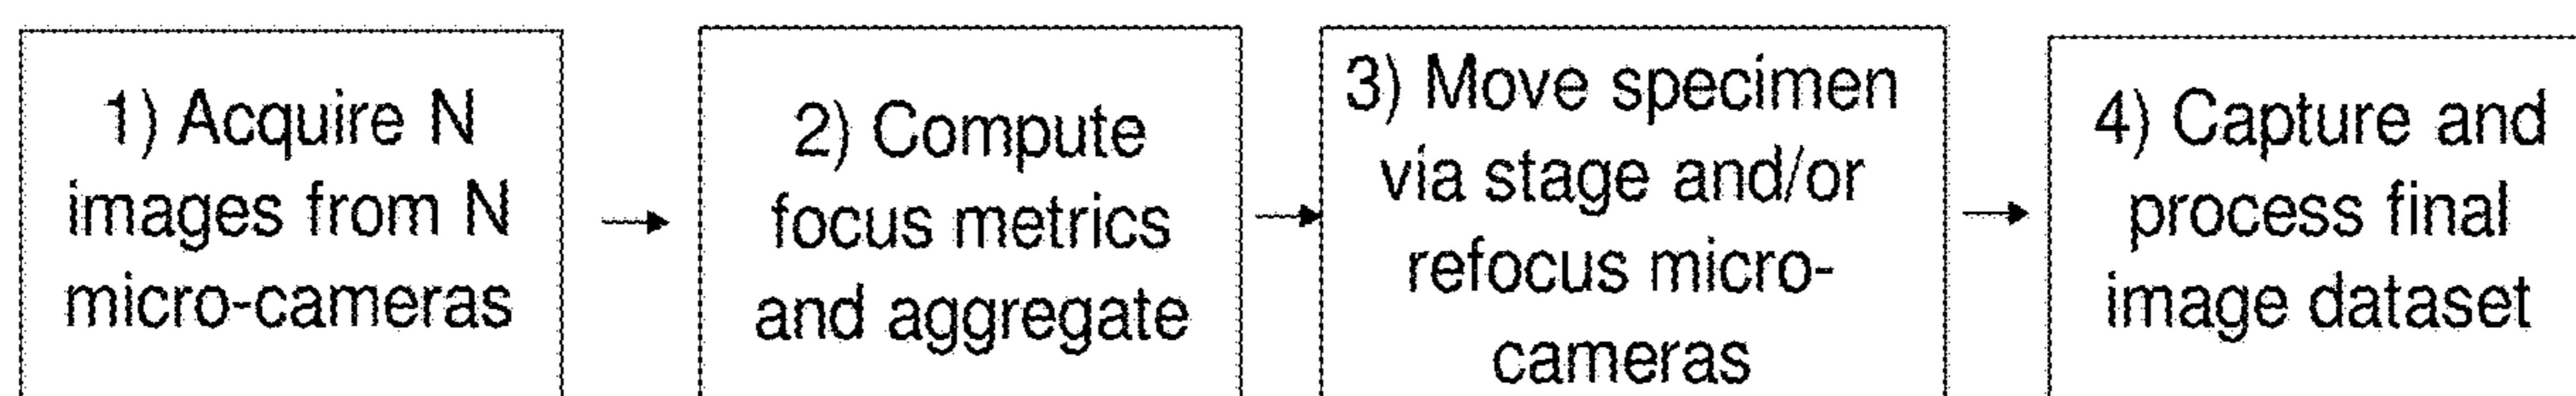 1) Acquire N
images from N
micro-cameras
2) Compute
focus metrics
and aggregate
3) Move specimen
via stage and/or
refocus micro-
cameras
4) Capture and
process final
image dataset